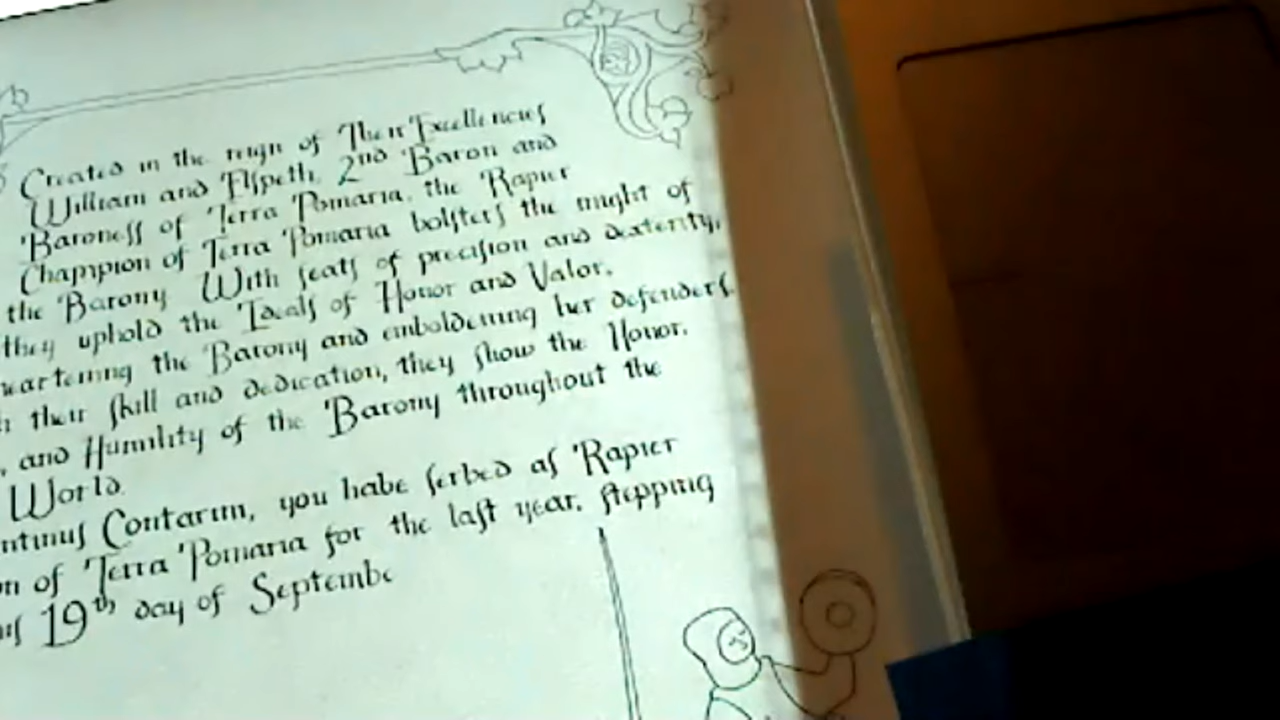 Created in the reign of Their Excellencies
William and Elspeth, 2nd Baron and
Baroness of Terra Pomaria, the Rapier
Champion of Terra Pomaria bolsters the might of
the Barony With feats of precision and dexterity,
they uphold the Ideals of Honor and Valor,
the Barony and emboldening her defenders.
their skill and dedication, they show the Honor,
, and Humility of the Barony throughout the
World
Contarini, you habe serbed as Rapier
of Terra Pomaria for the last year, stepping
19th day of Septembe